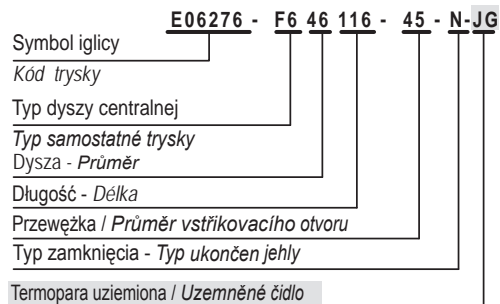 E06276 - F6 46 116 - 45 - N-JG
Symbol iglicy
Kód trysky
Typ dyszy centralnej
Typ samostatné trysky
Dysza - Průměr
Długość - Délka
Przewężka / Průměr vstřikovacího otvoru
Typ zamknięcia - Typ ukončen jehly
Termopara uziemiona / Uzemněné čidlo